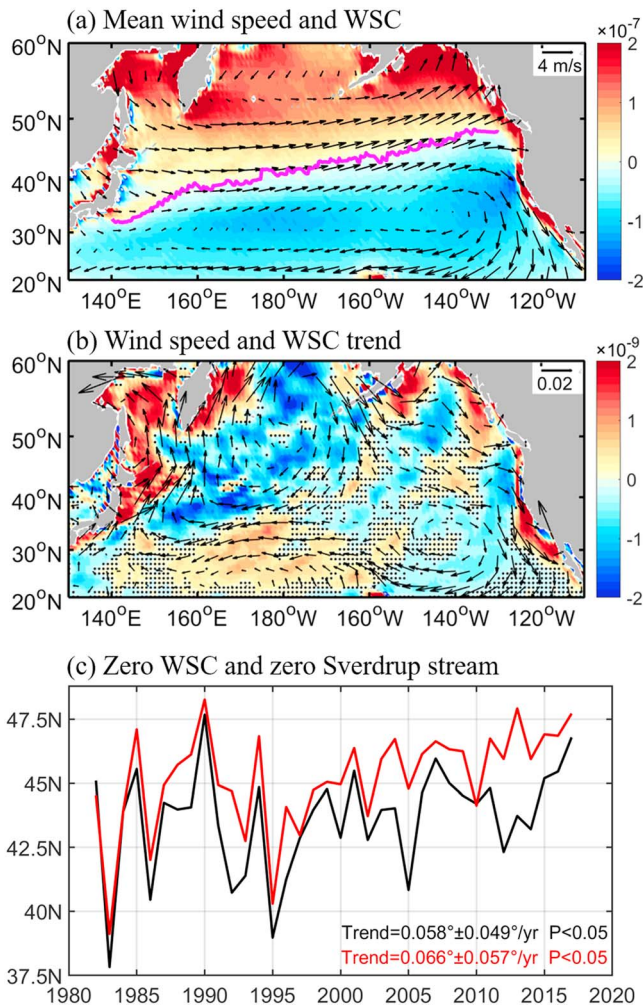 (a) Mean wind speed and WSC
×10⁻⁷
60°N
50°N
40°N
30°N
20°N
4 m/s
2
1
0
-1
-2
140°E 160°E 180°W 160°W 140°W 120°W
(b) Wind speed and WSC trend
×10⁻⁹
60°N
50°N
40°N
30°N
20°N
0.02
2
1
0
-1
-2
140°E 160°E 180°W 160°W 140°W 120°W
(c) Zero WSC and zero Sverdrup stream
47.5N
45N
42.5N
40N
37.5N
Trend=0.058°±0.049°/yr P<0.05
Trend=0.066°±0.057°/yr P<0.05
1980 1985 1990 1995 2000 2005 2010 2015 2020